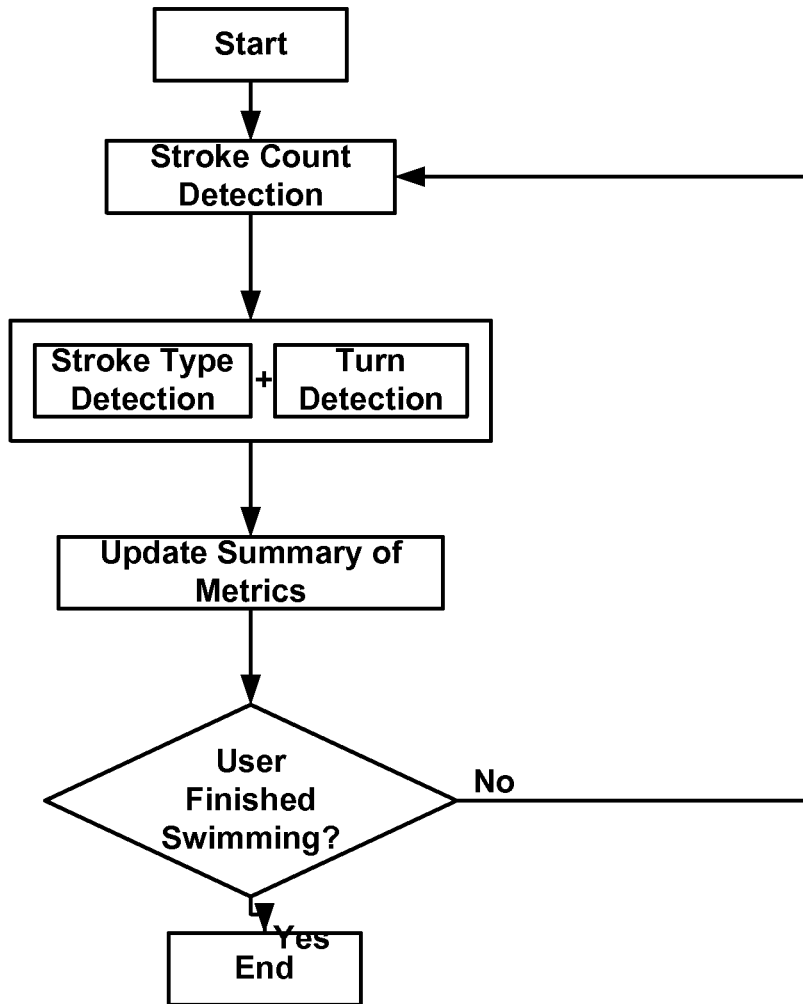 Start
Stroke Count
Detection
Stroke Type
Detection
+
Turn
Detection
Update Summary of
Metrics
User
Finished
Swimming?
No
Yes
End